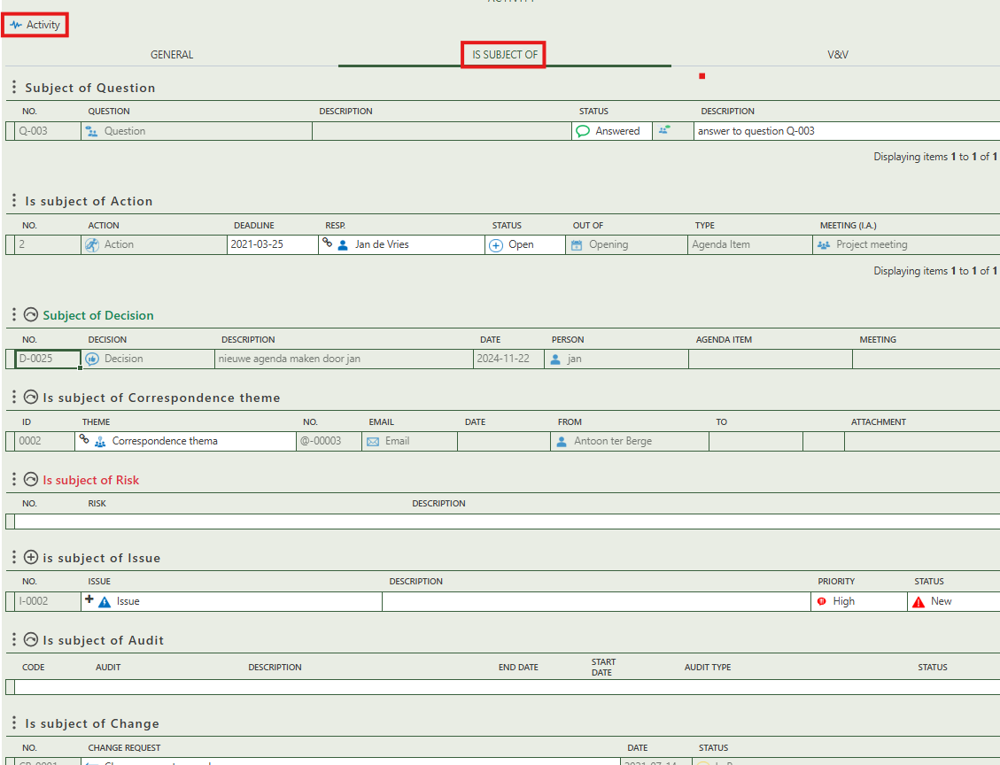 Activity
GENERAL IS SUBJECT OF V&V
Subject of Question
NO. QUESTION DESCRIPTION STATUS DESCRIPTION
Q-003 Question Answered answer to question Q-003
Displaying items 1 to 1 of 1
Is subject of Action
NO. ACTION DEADLINE RESP. STATUS OUT OF TYPE MEETING (I.A.)
2 Action 2021-03-25 Jan de Vries Open Opening Agenda Item Project meeting
Displaying items 1 to 1 of 1
Subject of Decision
NO. DECISION DESCRIPTION DATE PERSON AGENDA ITEM MEETING
D-0025 Decision nieuwe agenda maken door jan 2024-11-22 jan
Is subject of Correspondence theme
ID THEME NO. EMAIL DATE FROM TO ATTACHMENT
0002 Correspondence thema @-00003 Email Antoon ter Berge
Is subject of Risk
NO. RISK DESCRIPTION
is subject of Issue
NO. ISSUE DESCRIPTION PRIORITY STATUS
I-0002 Issue High New
Is subject of Audit
CODE AUDIT DESCRIPTION END DATE START DATE AUDIT TYPE STATUS
Is subject of Change
NO. CHANGE REQUEST DATE STATUS